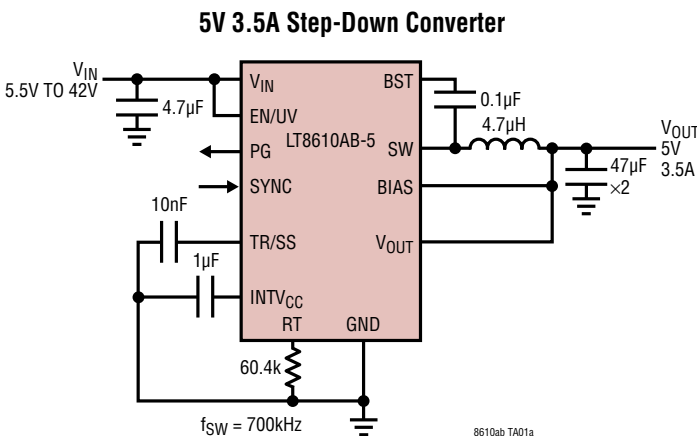 5V 3.5A Step-Down Converter
VIN
5.5V TO 42V
4.7µF
VIN
EN/UV
PG
SYNC
TR/SS
INTVCC
RT
GND
LT8610AB-5
BST
SW
BIAS
VOUT
0.1µF
4.7µH
VOUT
5V
3.5A
47µF
×2
10nF
1µF
60.4k
fSW = 700kHz
8610ab TA01a